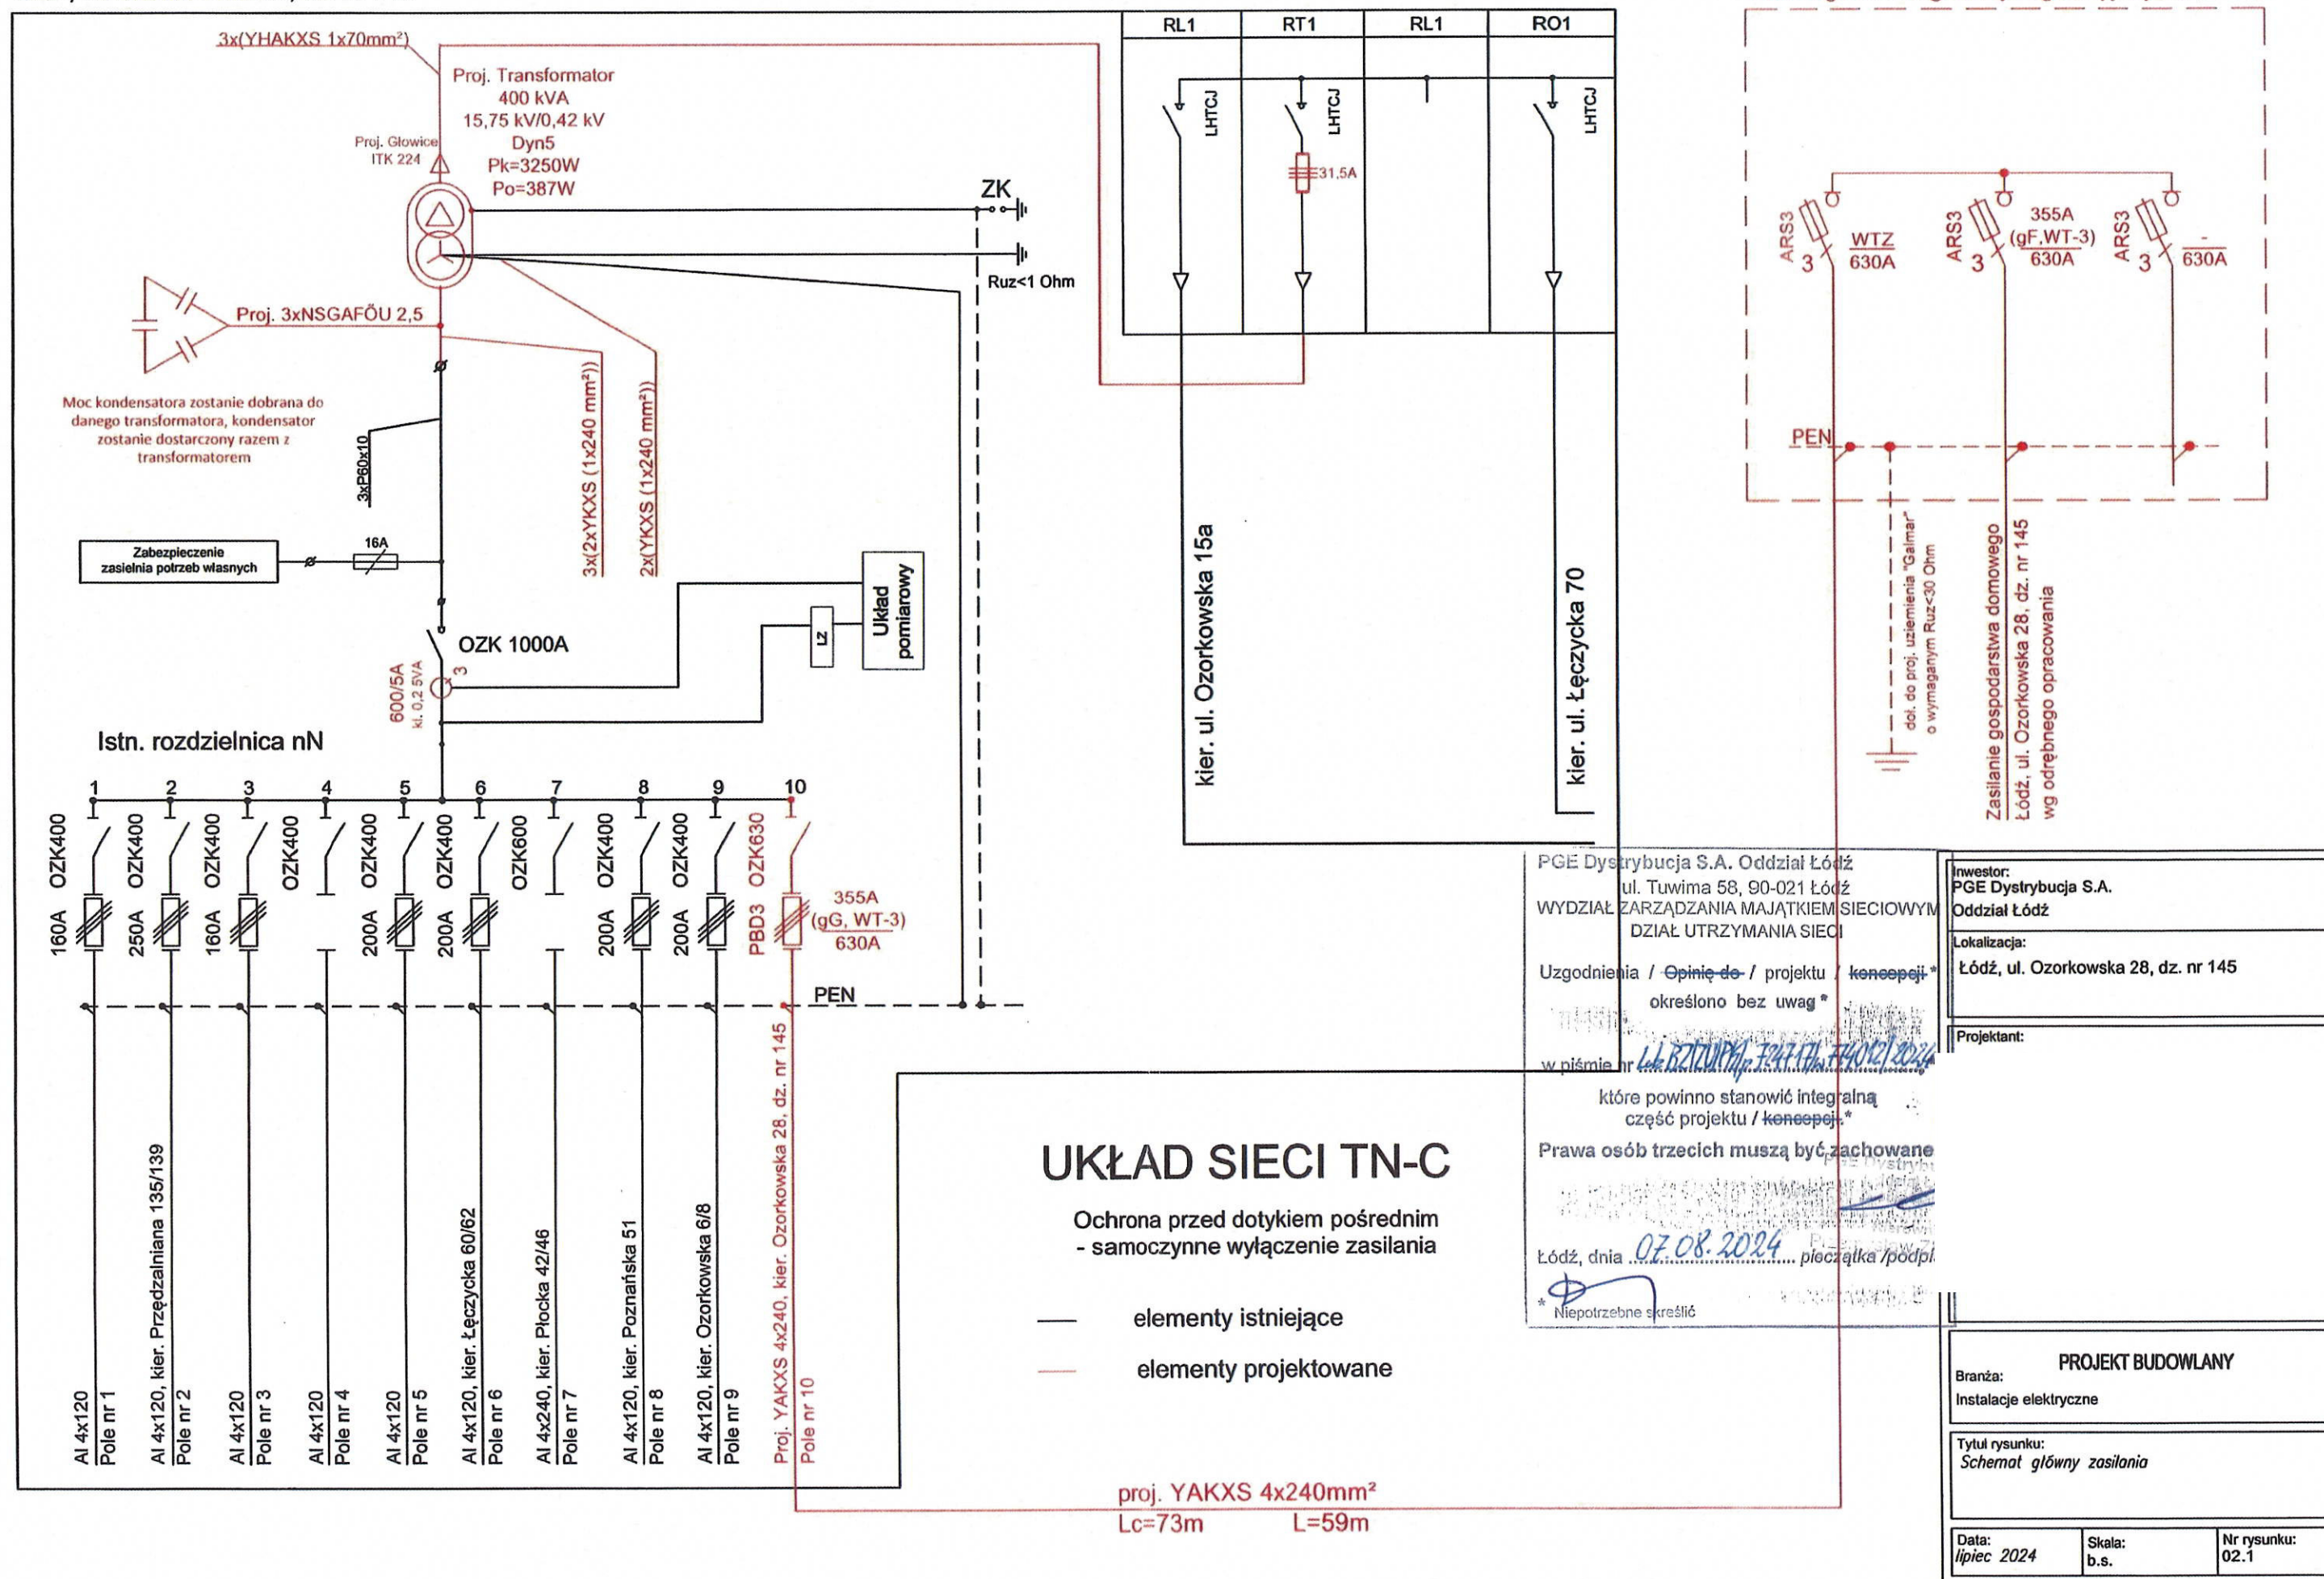 3x(YHAKXS 1x70mm²)
Proj. Transformator
400 kVA
15,75 kV/0,42 kV
Dyn5
Pk=3250W
Po=387W
Proj. Głowice
ITK 224
ZK
Ruz<1 Ohm
Proj. 3xNSGAFÖU 2,5
Moc kondensatora zostanie dobrana do
danego transformatora, kondensator
zostanie dostarczony razem z
transformatorem
3xP60x10
3x(2xYKXS (1x240 mm²))
2x(YKXS (1x240 mm²))
Zabezpieczenie
zasielnia potrzeb własnych
16A
OZK 1000A
600/5A
kl. 0,2 5VA
3
LZ
Układ
pomiarowy
RL1
RT1
RL1
RO1
LHTCJ
LHTCJ
LHTCJ
31,5A
kier. ul. Ozorkowska 15a
kier. ul. Łęczycka 70
ARS3
3
WTZ
630A
ARS3
3
355A
(gF,WT-3)
630A
ARS3
3
-
630A
PEN
doł. do proj. uziemienia "Galmar"
o wymaganym Ruz<30 Ohm
Zasilanie gospodarstwa domowego
Łódź, ul. Ozorkowska 28, dz. nr 145
wg odrębnego opracowania
Istn. rozdzielnica nN
1
2
3
4
5
6
7
8
9
10
160A OZK400
250A OZK400
160A OZK400
OZK400
200A OZK400
200A OZK400
OZK600
200A OZK400
200A OZK400
PBD3 OZK630
355A
(gG, WT-3)
630A
PEN
Al 4x120
Pole nr 1
Al 4x120, kier. Przędzalniana 135/139
Pole nr 2
Al 4x120
Pole nr 3
Al 4x120
Pole nr 4
Al 4x120
Pole nr 5
Al 4x120, kier. Łęczycka 60/62
Pole nr 6
Al 4x240, kier. Płocka 42/46
Pole nr 7
Al 4x120, kier. Poznańska 51
Pole nr 8
Al 4x120, kier. Ozorkowska 6/8
Pole nr 9
Proj. YAKXS 4x240, kier. Ozorkowska 28, dz. nr 145
Pole nr 10
UKŁAD SIECI TN-C
Ochrona przed dotykiem pośrednim
- samoczynne wyłączenie zasilania
elementy istniejące
elementy projektowane
proj. YAKXS 4x240mm²
Lc=73m L=59m
PGE Dystrybucja S.A. Oddział Łódź
ul. Tuwima 58, 90-021 Łódź
WYDZIAŁ ZARZĄDZANIA MAJĄTKIEM SIECIOWYM
DZIAŁ UTRZYMANIA SIECI
Uzgodnienia / Opinię do / projektu / koncepcji *
określono bez uwag *
w piśmie nr
które powinno stanowić integralną
część projektu / koncepcji.*
Prawa osób trzecich muszą być zachowane
Łódź, dnia 07.08.2024 pieczątka /podpi
* Niepotrzebne skreślić
Inwestor:
PGE Dystrybucja S.A.
Oddział Łódź
Lokalizacja:
Łódź, ul. Ozorkowska 28, dz. nr 145
Projektant:
PROJEKT BUDOWLANY
Branża:
Instalacje elektryczne
Tytuł rysunku:
Schemat główny zasilania
Data:
lipiec 2024
Skala:
b.s.
Nr rysunku:
02.1